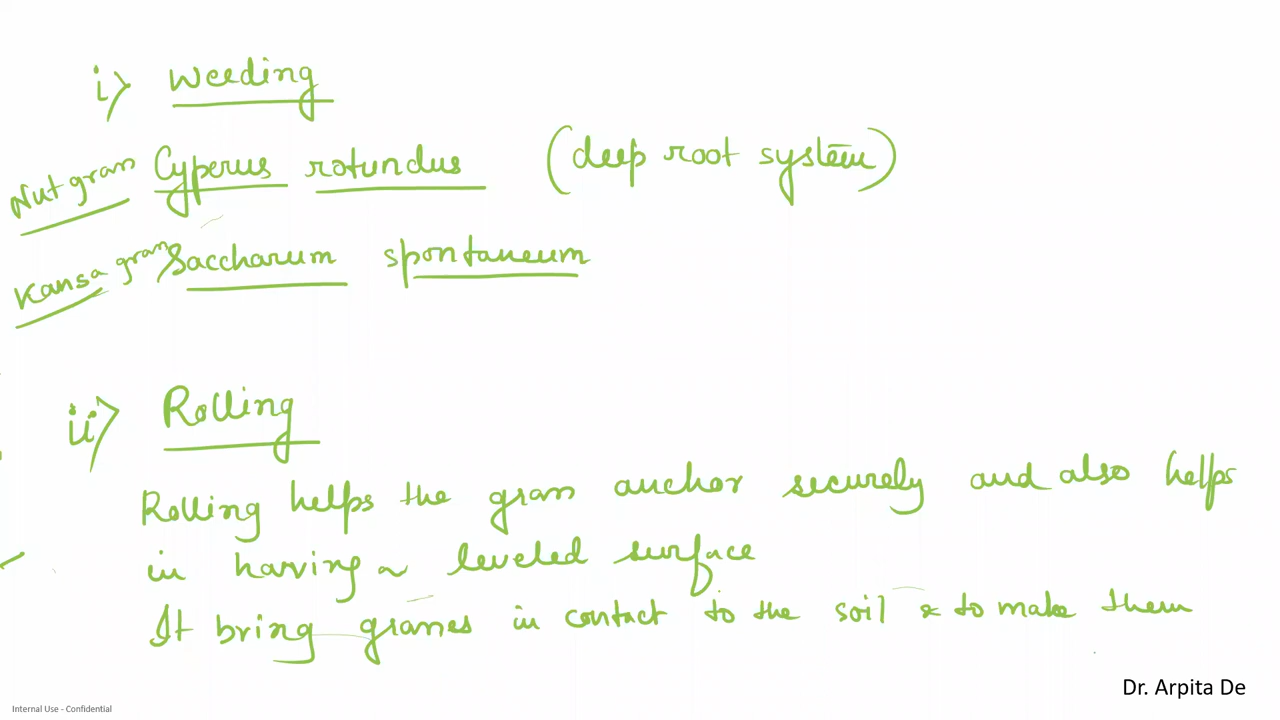 i> Weeding
Nut grass Cyperus rotundus (deep root system)
Kansa grass Saccharum spontaneum
ii> Rolling
Rolling helps the grass anchor securely and also helps
in having a leveled surface
It bring grasses in contact to the soil & to make them
Dr. Arpita De
Internal Use - Confidential